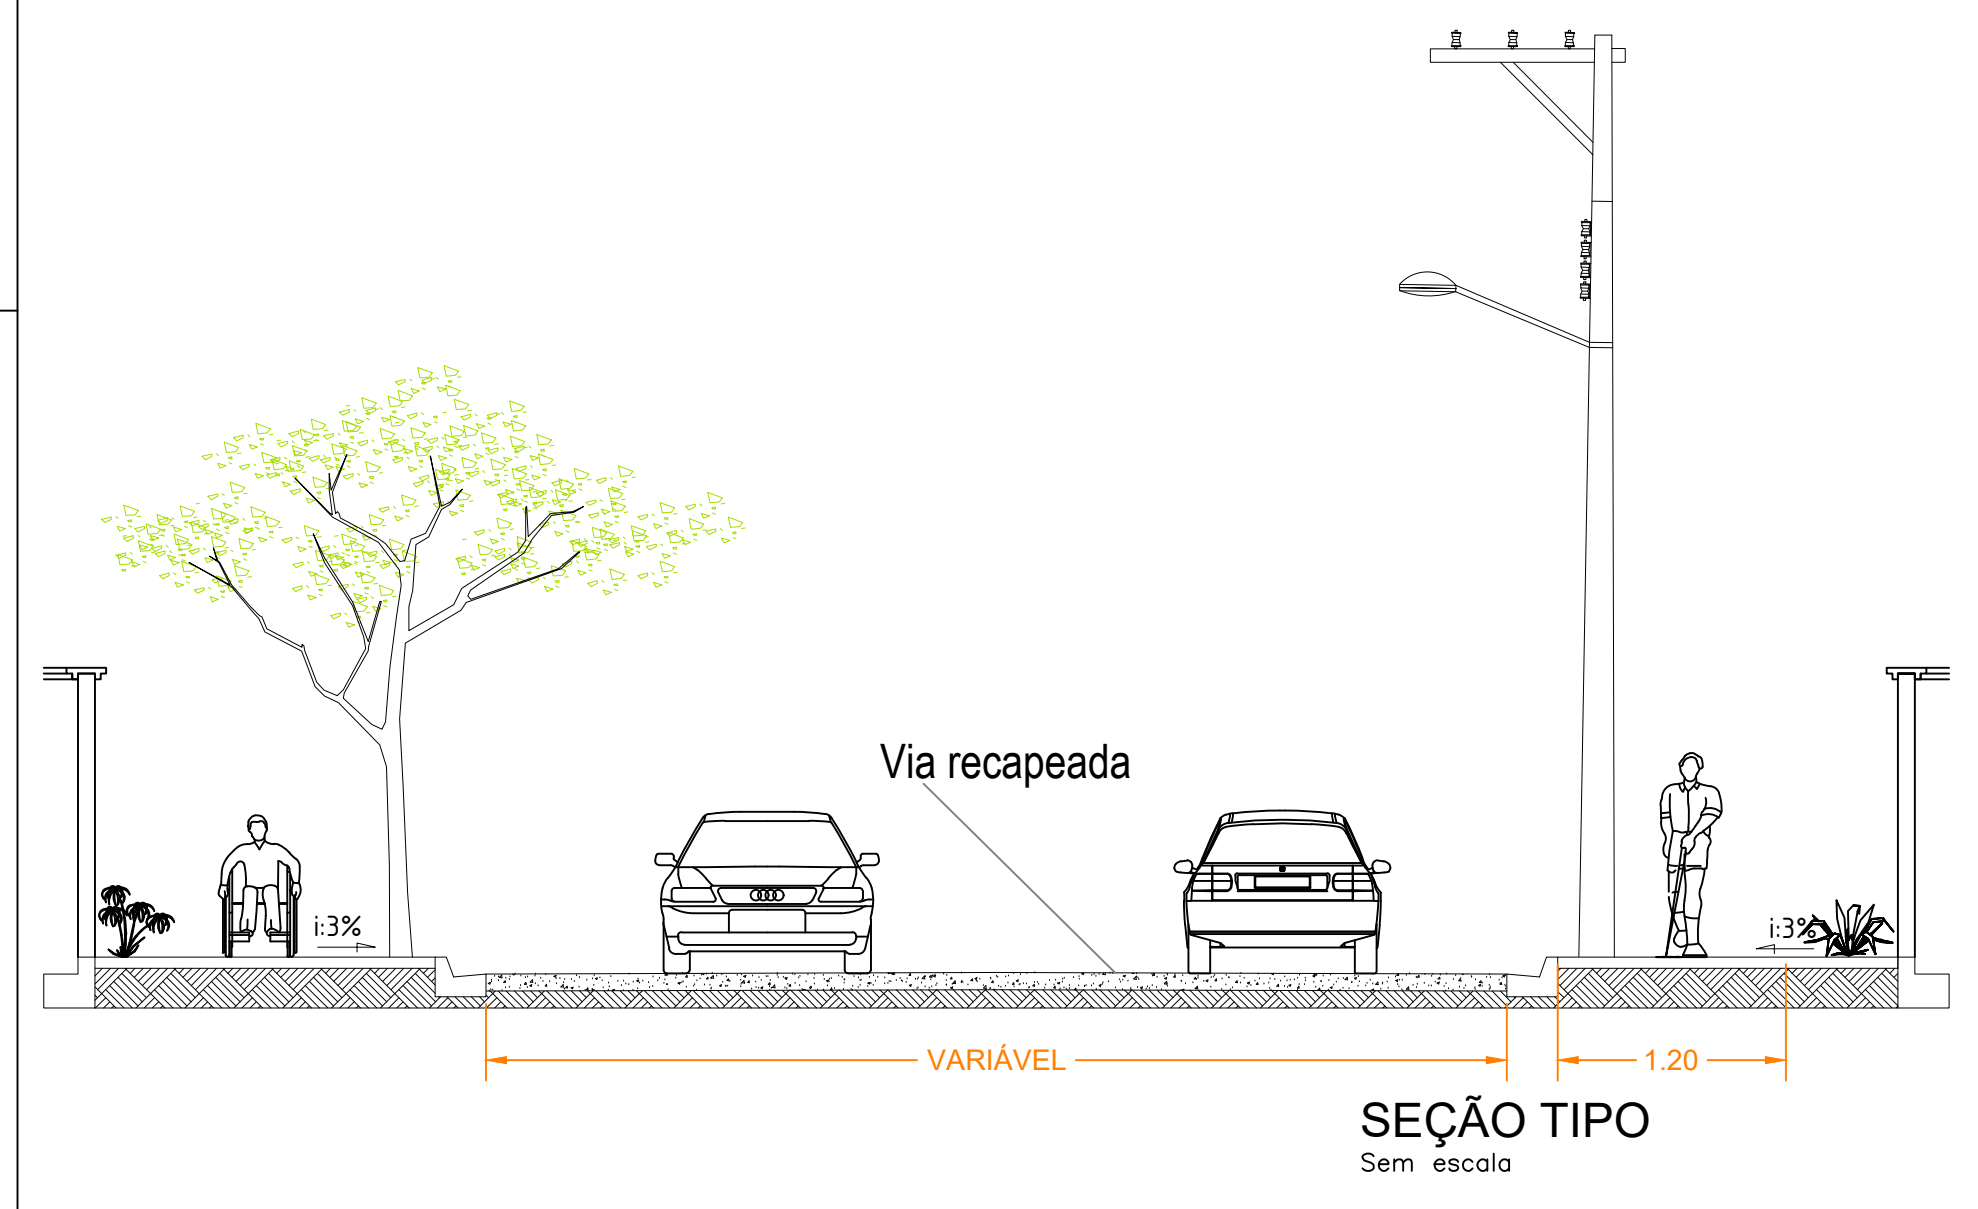 Via recapeada
i:3%
i:3%
VARIÁVEL
1.20
SEÇÃO TIPO
Sem escala